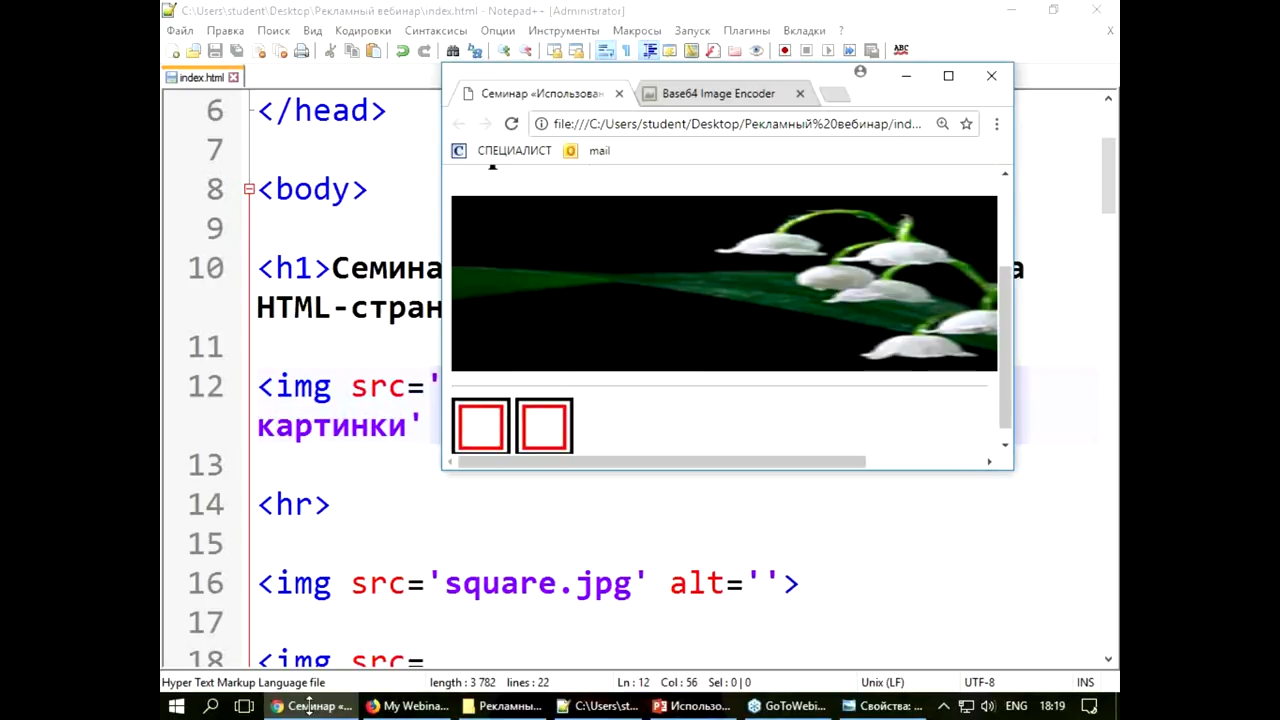 C:\Users\student\Desktop\Рекламный вебинар\index.html - Notepad++ [Administrator]
Файл Правка Поиск Вид Кодировки Синтаксисы Опции Инструменты Макросы Запуск Плагины Вкладки ? X
ABC
index.html
Семинар «Использован
Base64 Image Encoder
file:///C:/Users/student/Desktop/Рекламный%20вебинар/ind...
C СПЕЦИАЛИСТ mail
6 </head>
7
8 <body>
9
10 <h1>Семина а
HTML-стран
11
12 <img src='
картинки'
13
14 <hr>
15
16 <img src='square.jpg' alt=''>
17
18 <img src=
Hyper Text Markup Language file length : 3 782 lines : 22 Ln : 12 Col : 56 Sel : 0 | 0 Unix (LF) UTF-8 INS
Семинар «... My Webina... Рекламны... C:\Users\st... Использо... GoToWebi... Свойства: ... ENG 18:19